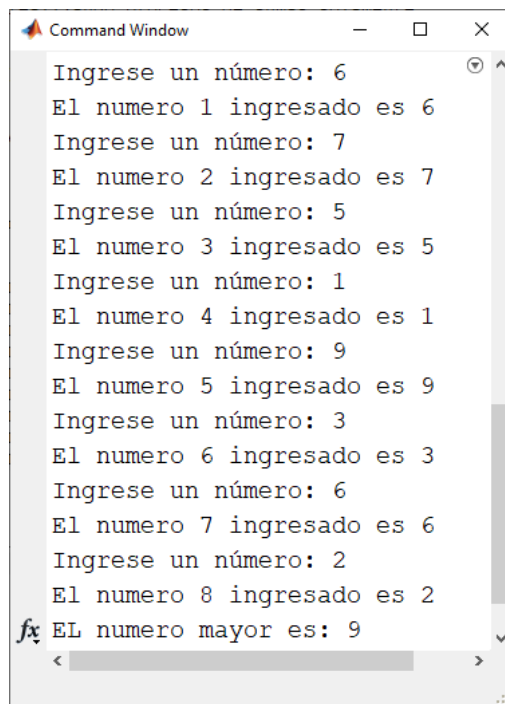 Command Window
Ingrese un número: 6
El numero 1 ingresado es 6
Ingrese un número: 7
El numero 2 ingresado es 7
Ingrese un número: 5
El numero 3 ingresado es 5
Ingrese un número: 1
El numero 4 ingresado es 1
Ingrese un número: 9
El numero 5 ingresado es 9
Ingrese un número: 3
El numero 6 ingresado es 3
Ingrese un número: 6
El numero 7 ingresado es 6
Ingrese un número: 2
El numero 8 ingresado es 2
fx EL numero mayor es: 9